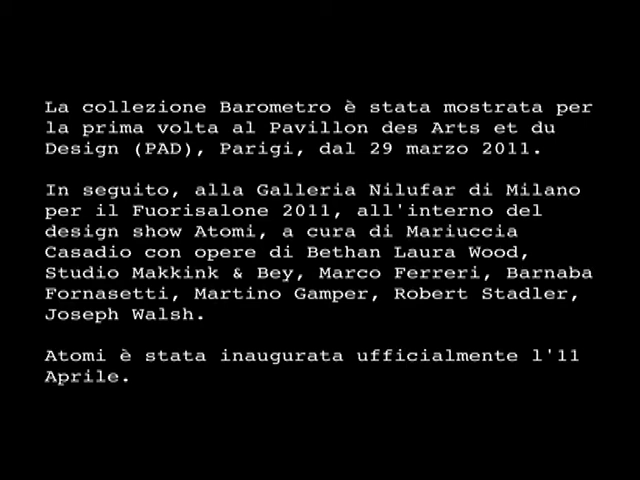 La collezione Barometro è stata mostrata per
la prima volta al Pavillon des Arts et du
Design (PAD), Parigi, dal 29 marzo 2011.
In seguito, alla Galleria Nilufar di Milano
per il Fuorisalone 2011, all'interno del
design show Atomi, a cura di Mariuccia
Casadio con opere di Bethan Laura Wood,
Studio Makkink & Bey, Marco Ferreri, Barnaba
Fornasetti, Martino Gamper, Robert Stadler,
Joseph Walsh.
Atomi è stata inaugurata ufficialmente l'11
Aprile.